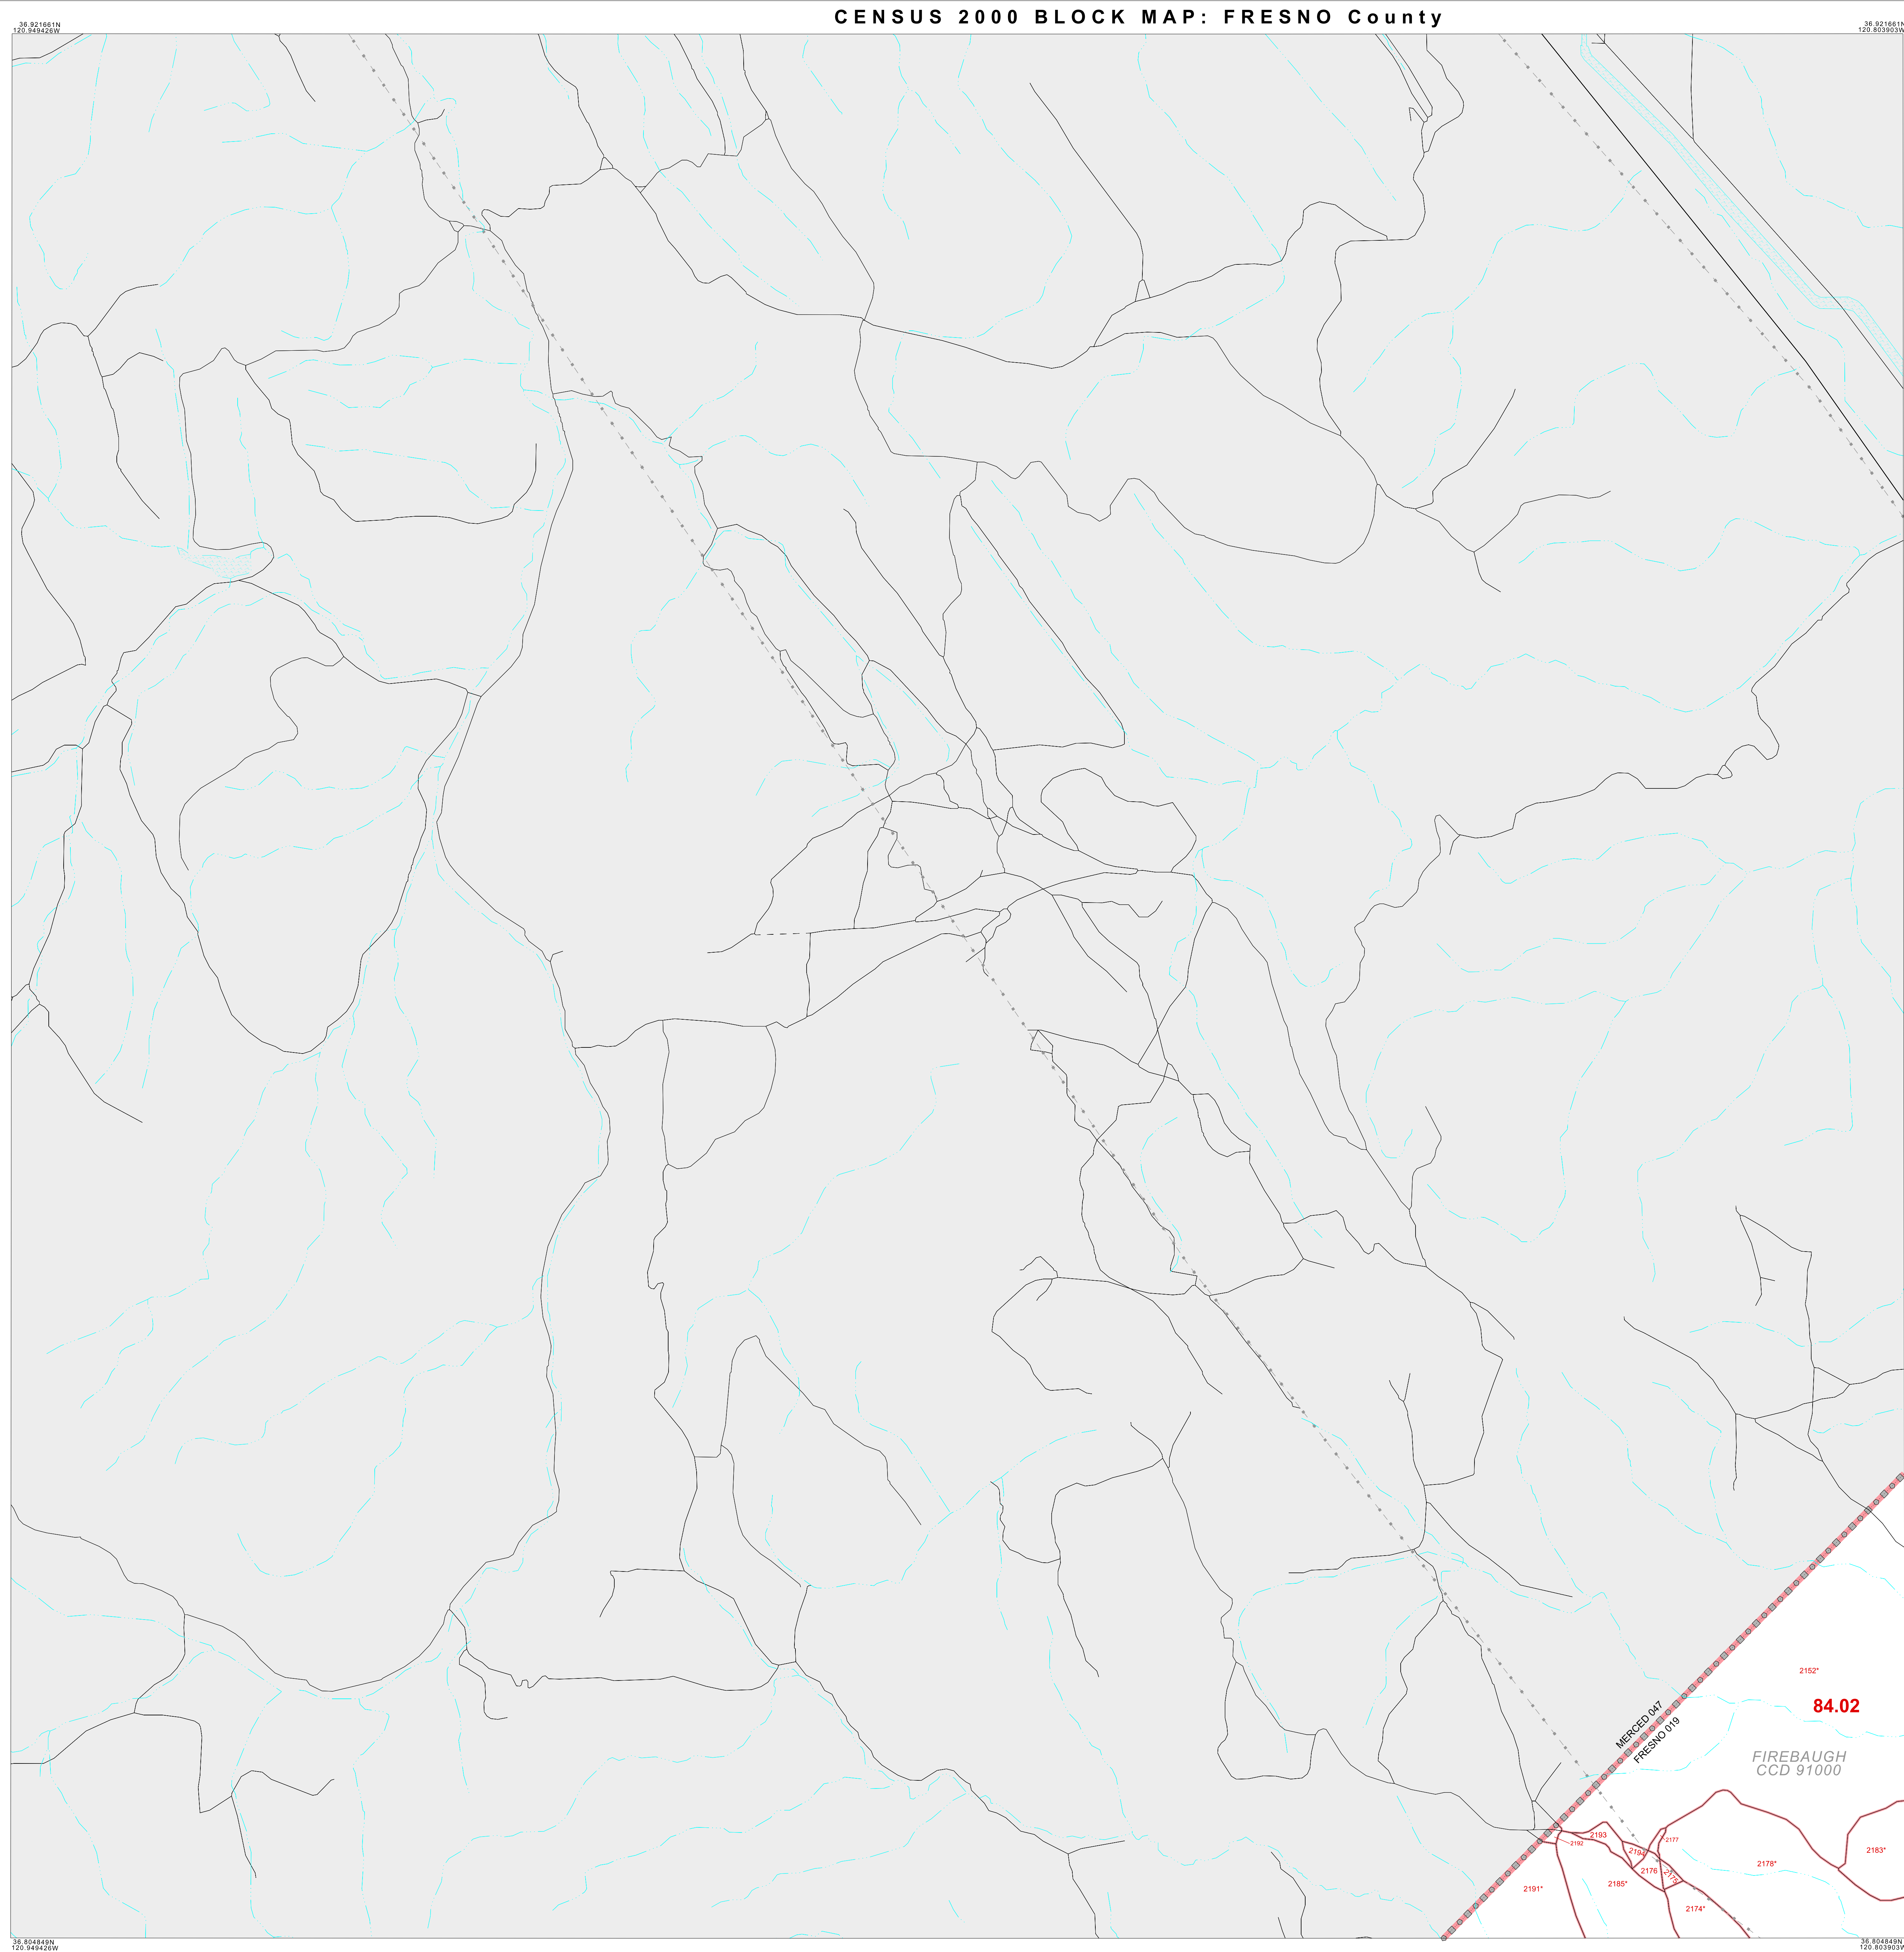 CENSUS 2000 BLOCK MAP: FRESNO County
36.921661N
120.949426W
36.921661N
120.803903W
2152*
84.02
MERCED 047
FRESNO 019
FIREBAUGH
CCD 91000
2193
2192
2177
2194
2176
2175
2178*
2183*
2191*
2185*
2174*
36.804849N
120.949426W
36.804849N
120.803903W